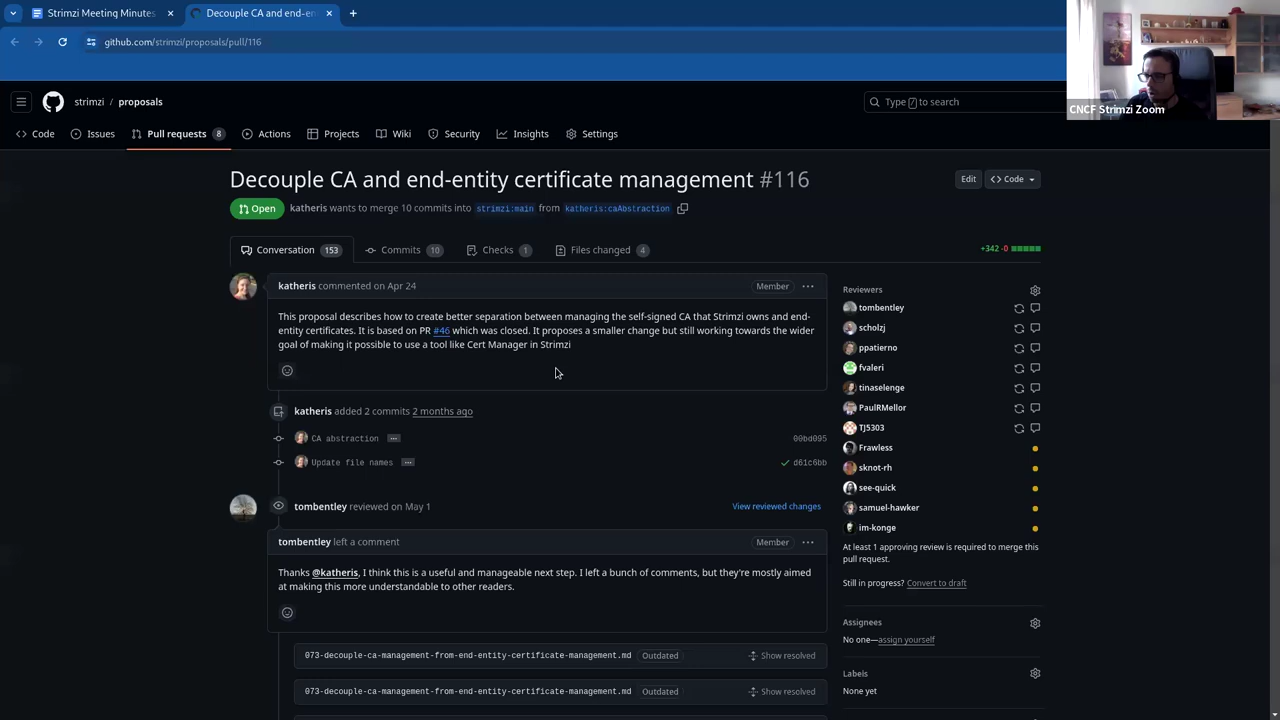 Strimzi Meeting Minutes
Decouple CA and end-en
github.com/strimzi/proposals/pull/116
CNCF Strimzi Zoom
strimzi / proposals
Type / to search
Code
Issues
Pull requests 8
Actions
Projects
Wiki
Security
Insights
Settings
Decouple CA and end-entity certificate management #116
Edit
<> Code
Open
katheris wants to merge 10 commits into strimzi:main from katheris:caAbstraction
Conversation 153
Commits 10
Checks 1
Files changed 4
+342 -0
katheris commented on Apr 24
Member
This proposal describes how to create better separation between managing the self-signed CA that Strimzi owns and end-
entity certificates. It is based on PR #46 which was closed. It proposes a smaller change but still working towards the wider
goal of making it possible to use a tool like Cert Manager in Strimzi
katheris added 2 commits 2 months ago
CA abstraction
00bd095
Update file names
d61c6bb
tombentley reviewed on May 1
View reviewed changes
tombentley left a comment
Member
Thanks @katheris, I think this is a useful and manageable next step. I left a bunch of comments, but they're mostly aimed
at making this more understandable to other readers.
073-decouple-ca-management-from-end-entity-certificate-management.md
Outdated
Show resolved
073-decouple-ca-management-from-end-entity-certificate-management.md
Outdated
Show resolved
Reviewers
tombentley
scholzj
ppatierno
fvaleri
tinaselenge
PaulRMellor
TJ5303
Frawless
sknot-rh
see-quick
samuel-hawker
im-konge
At least 1 approving review is required to merge this
pull request.
Still in progress? Convert to draft
Assignees
No one—assign yourself
Labels
None yet